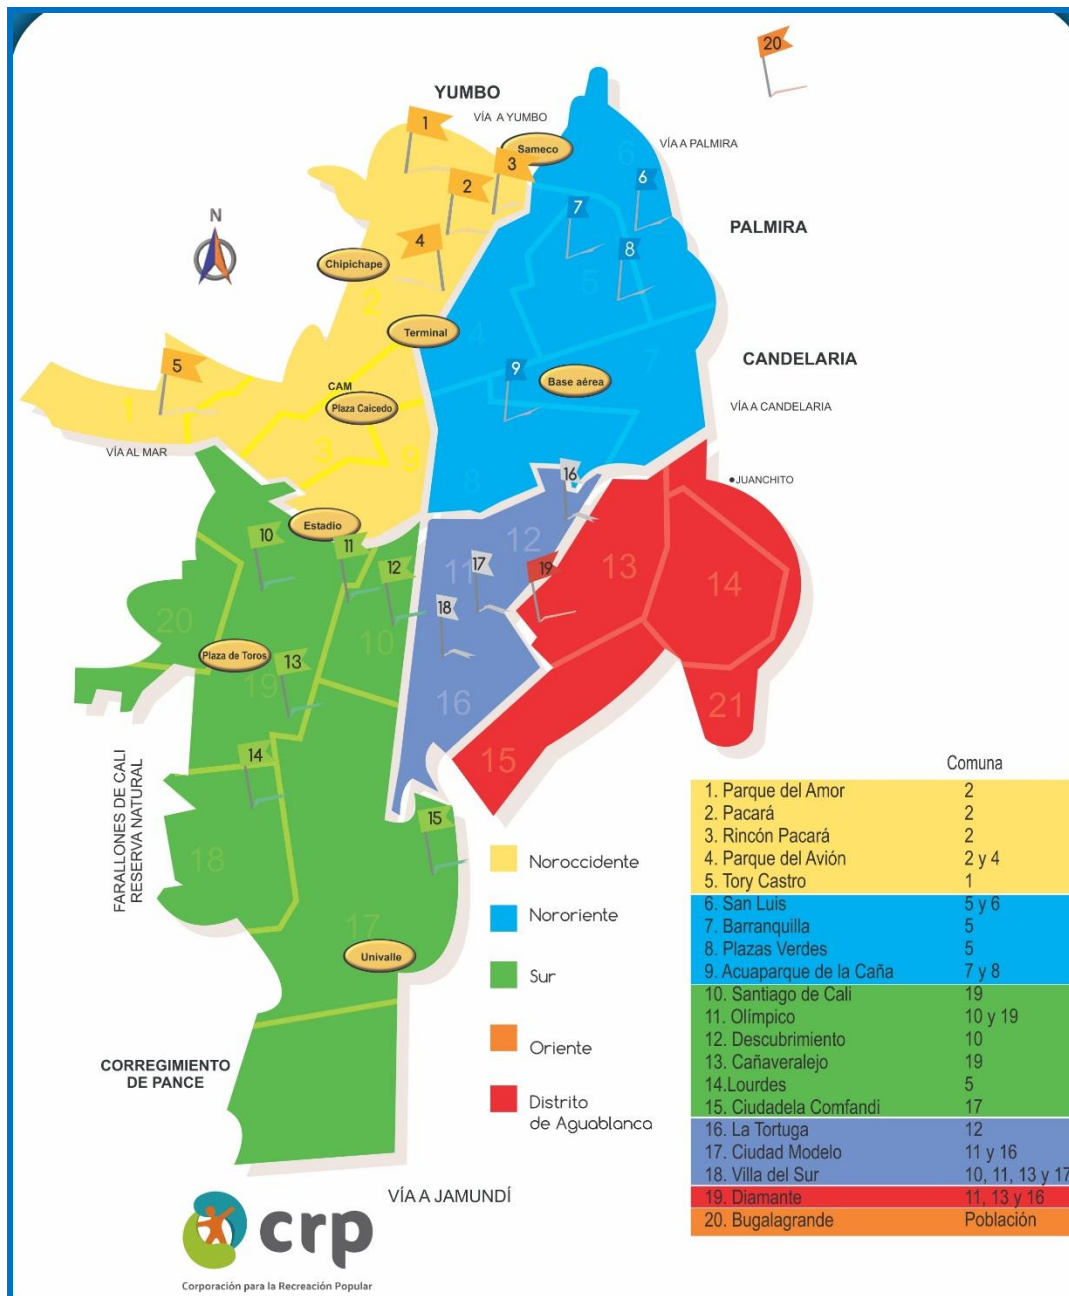 20
YUMBO
VÍA A YUMBO
1
Sameco
VÍA A PALMIRA
6
3
2
6
7
N
PALMIRA
4
8
Chipichape
5
2
Terminal
4
CANDELARIA
7
5
9
Base aérea
CAM
Plaza Caicedo
1
VÍA A CANDELARIA
VÍA AL MAR
3
9
8
16
JUANCHITO
Estadio
10
11
12
12
17
11
19
13
14
18
20
10
Plaza de Toros
13
19
16
21
14
15
Comuna
1. Parque del Amor 2
2. Pacará 2
3. Rincón Pacará 2
4. Parque del Avión 2 y 4
5. Tory Castro 1
6. San Luis 5 y 6
7. Barranquilla 5
8. Plazas Verdes 5
9. Acuaparque de la Caña 7 y 8
10. Santiago de Cali 19
11. Olímpico 10 y 19
12. Descubrimiento 10
13. Cañaveralejo 19
14.Lourdes 5
15. Ciudadela Comfandi 17
16. La Tortuga 12
17. Ciudad Modelo 11 y 16
18. Villa del Sur 10, 11, 13 y 17
19. Diamante 11, 13 y 16
20. Bugalagrande Población
FARALLONES DE CALI
RESERVA NATURAL
15
18
17
Univalle
Noroccidente
Nororiente
Sur
Oriente
Distrito
de Aguablanca
CORREGIMIENTO
DE PANCE
VÍA A JAMUNDÍ
crp
Corporación para la Recreación Popular